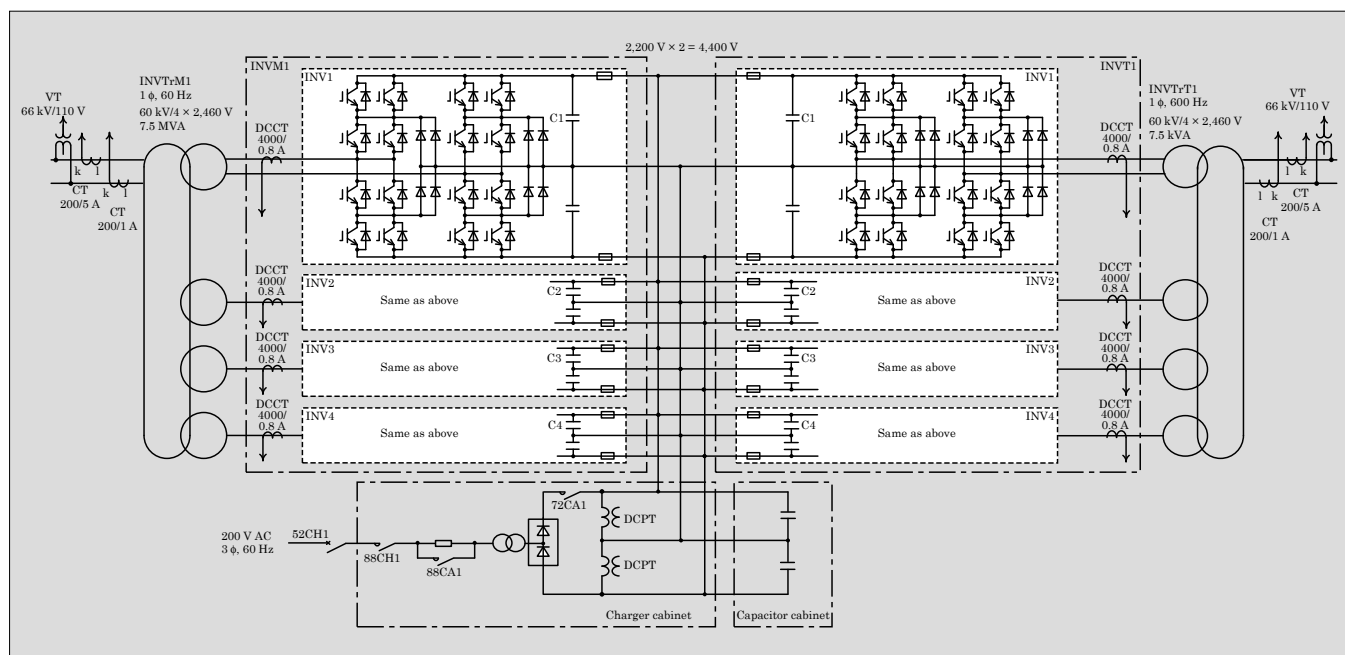 2,200 V × 2 = 4,400 V
INVTrM1
1 ϕ, 60 Hz
60 kV/4 × 2,460 V
7.5 MVA
VT
66 kV/110 V
k
l
k
l
CT
200/5 A
CT
200/1 A
INVM1
INV1
DCCT
4000/
0.8 A
C1
INV1
INVT1
C1
DCCT
4000/
0.8 A
INVTrT1
1 ϕ, 600 Hz
60 kV/4 × 2,460 V
7.5 kVA
VT
66 kV/110 V
l
k
l
k
CT
200/5 A
CT
200/1 A
DCCT
4000/
0.8 A
INV2
Same as above
C2
C2
Same as above
INV2
DCCT
4000/
0.8 A
DCCT
4000/
0.8 A
INV3
Same as above
C3
C3
Same as above
INV3
DCCT
4000/
0.8 A
DCCT
4000/
0.8 A
INV4
Same as above
C4
C4
Same as above
INV4
DCCT
4000/
0.8 A
200 V AC
3 ϕ, 60 Hz
52CH1
88CH1
88CA1
72CA1
DCPT
DCPT
Charger cabinet
Capacitor cabinet